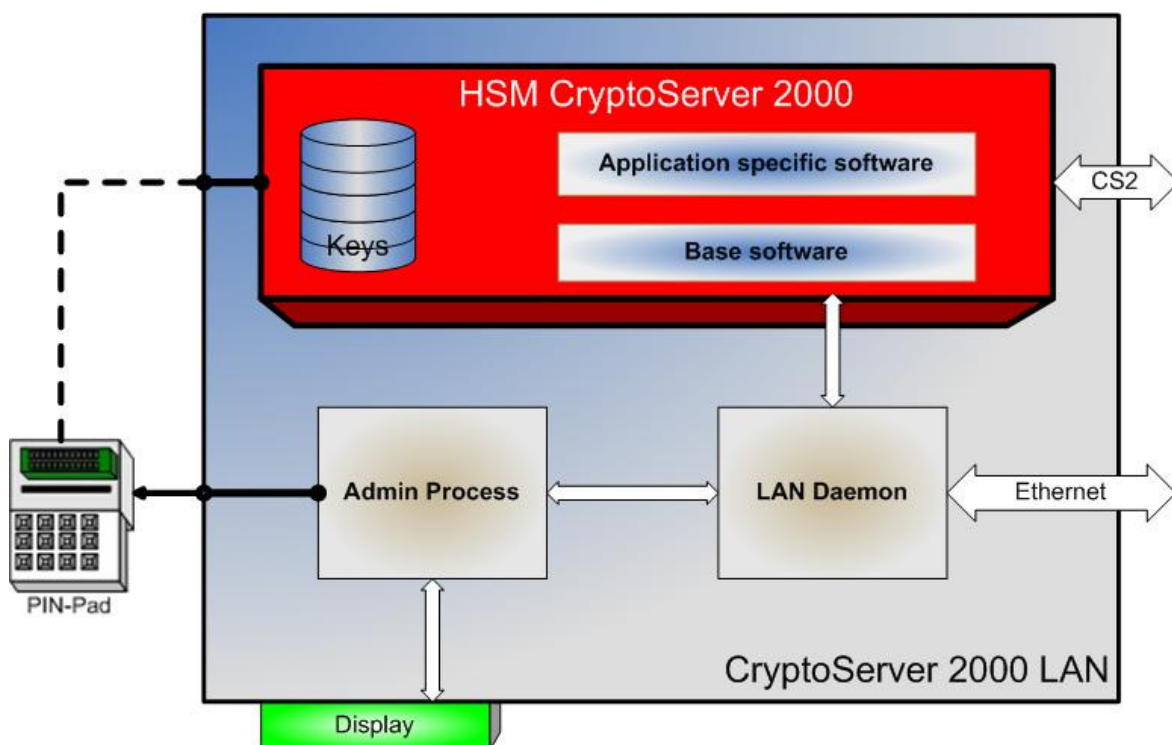 HSM CryptoServer 2000
Application specific software
CS2
Keys
Base software
Admin Process
LAN Daemon
Ethernet
PIN-Pad
CryptoServer 2000 LAN
Display